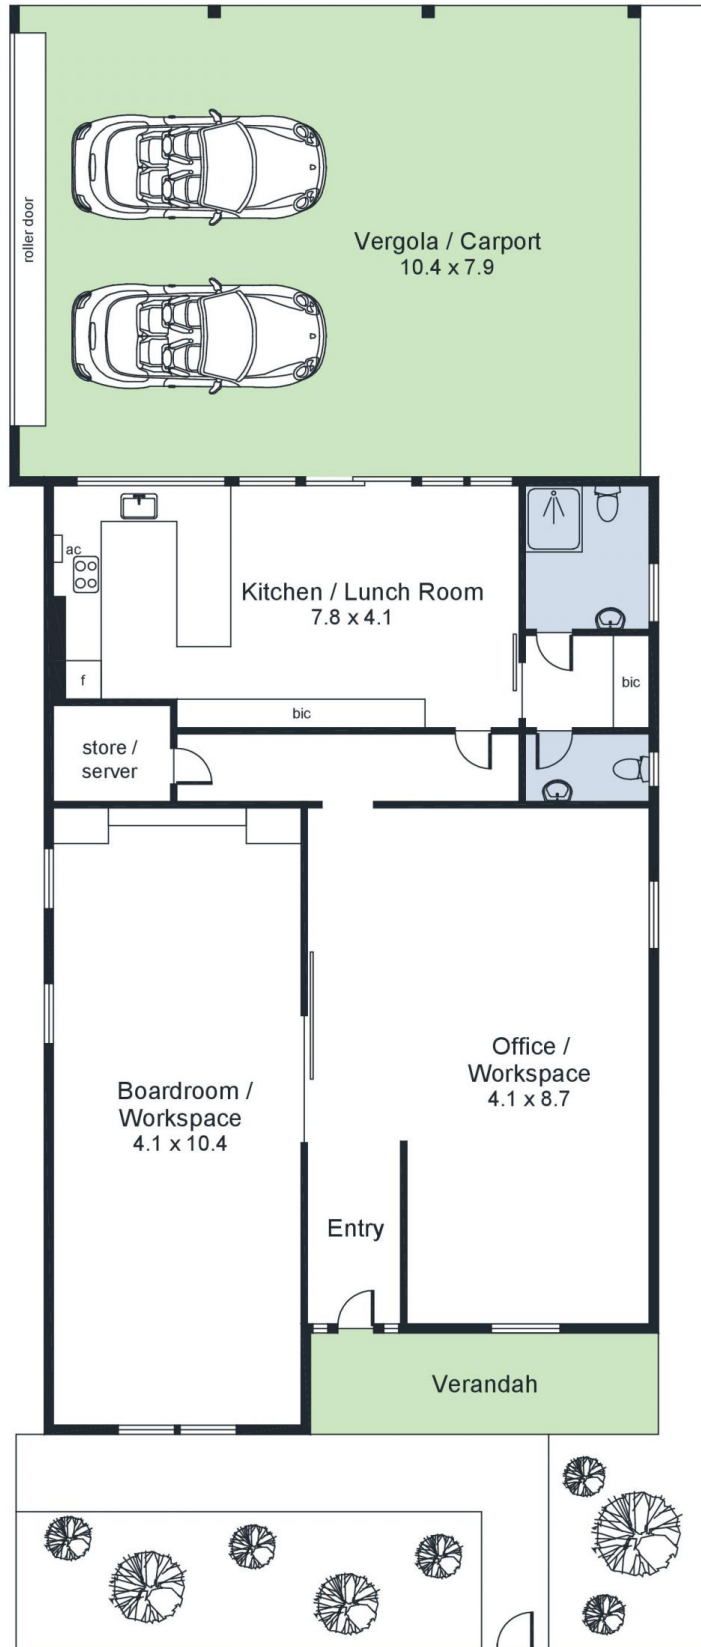 roller door
Vergola / Carport
10.4 x 7.9
ac
Kitchen / Lunch Room
7.8 x 4.1
f
bic
bic
store /
server
Office /
Workspace
4.1 x 8.7
Boardroom /
Workspace
4.1 x 10.4
Entry
Verandah